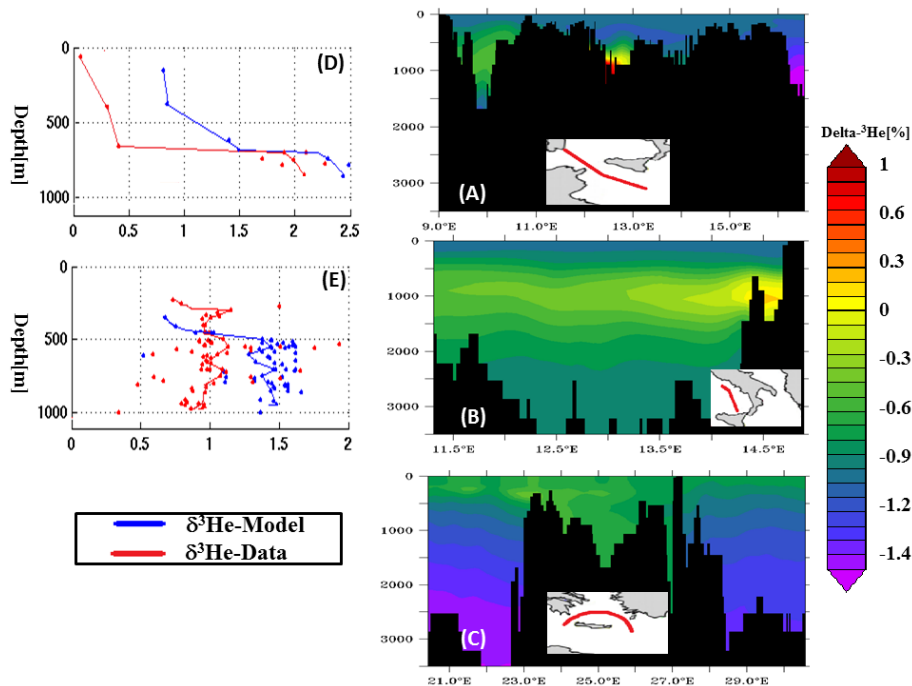 0
500
1000
Depth[m]
(D)
0 0.5 1 1.5 2 2.5
0
500
1000
Depth[m]
(E)
0 0.5 1 1.5 2
δ³He-Model
δ³He-Data
0
1000
2000
3000
(A)
9.0°E 11.0°E 13.0°E 15.0°E
0
1000
2000
3000
(B)
11.5°E 12.5°E 13.5°E 14.5°E
0
1000
2000
3000
(C)
21.0°E 23.0°E 25.0°E 27.0°E 29.0°E
Delta-³He[%]
1
0.6
0.3
0
-0.3
-0.6
-0.9
-1.2
-1.4